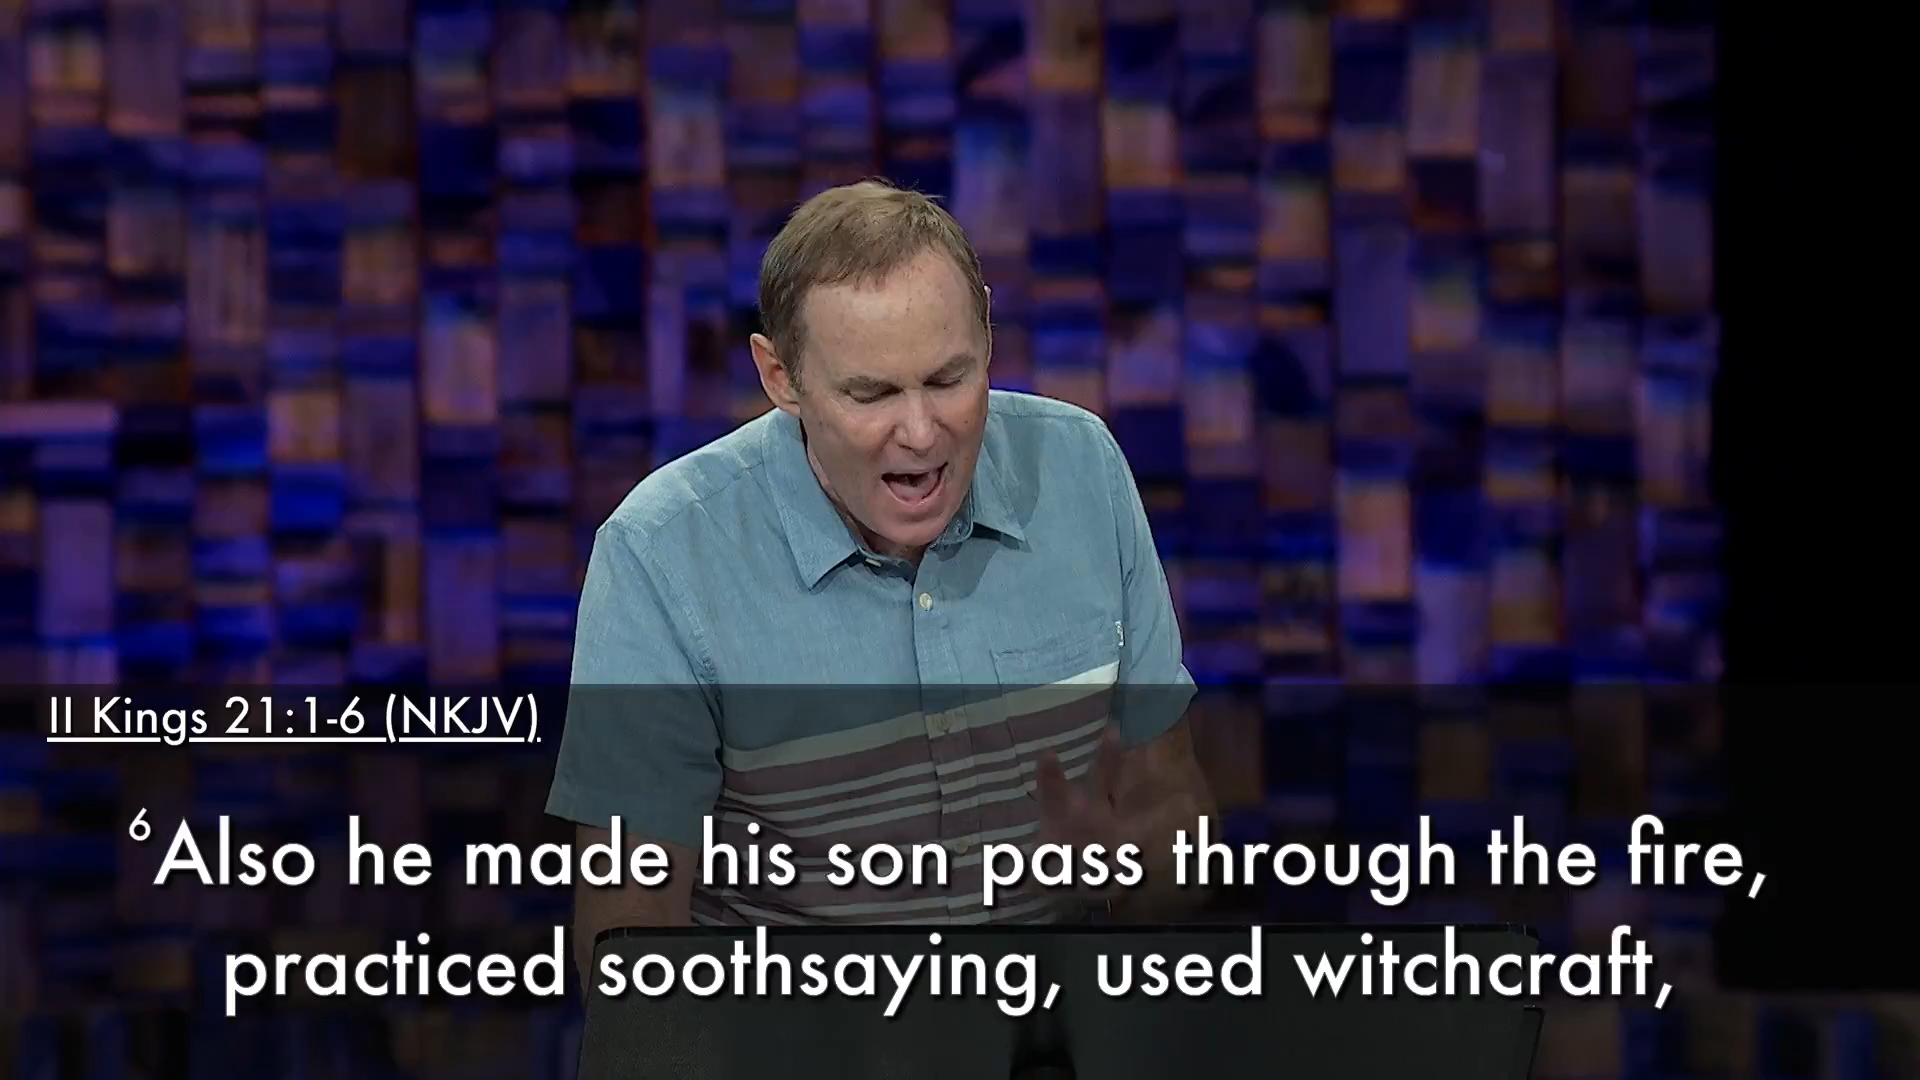 II Kings 21:1-6 (NKJV)
6Also he made his son pass through the fire,
practiced soothsaying, used witchcraft,